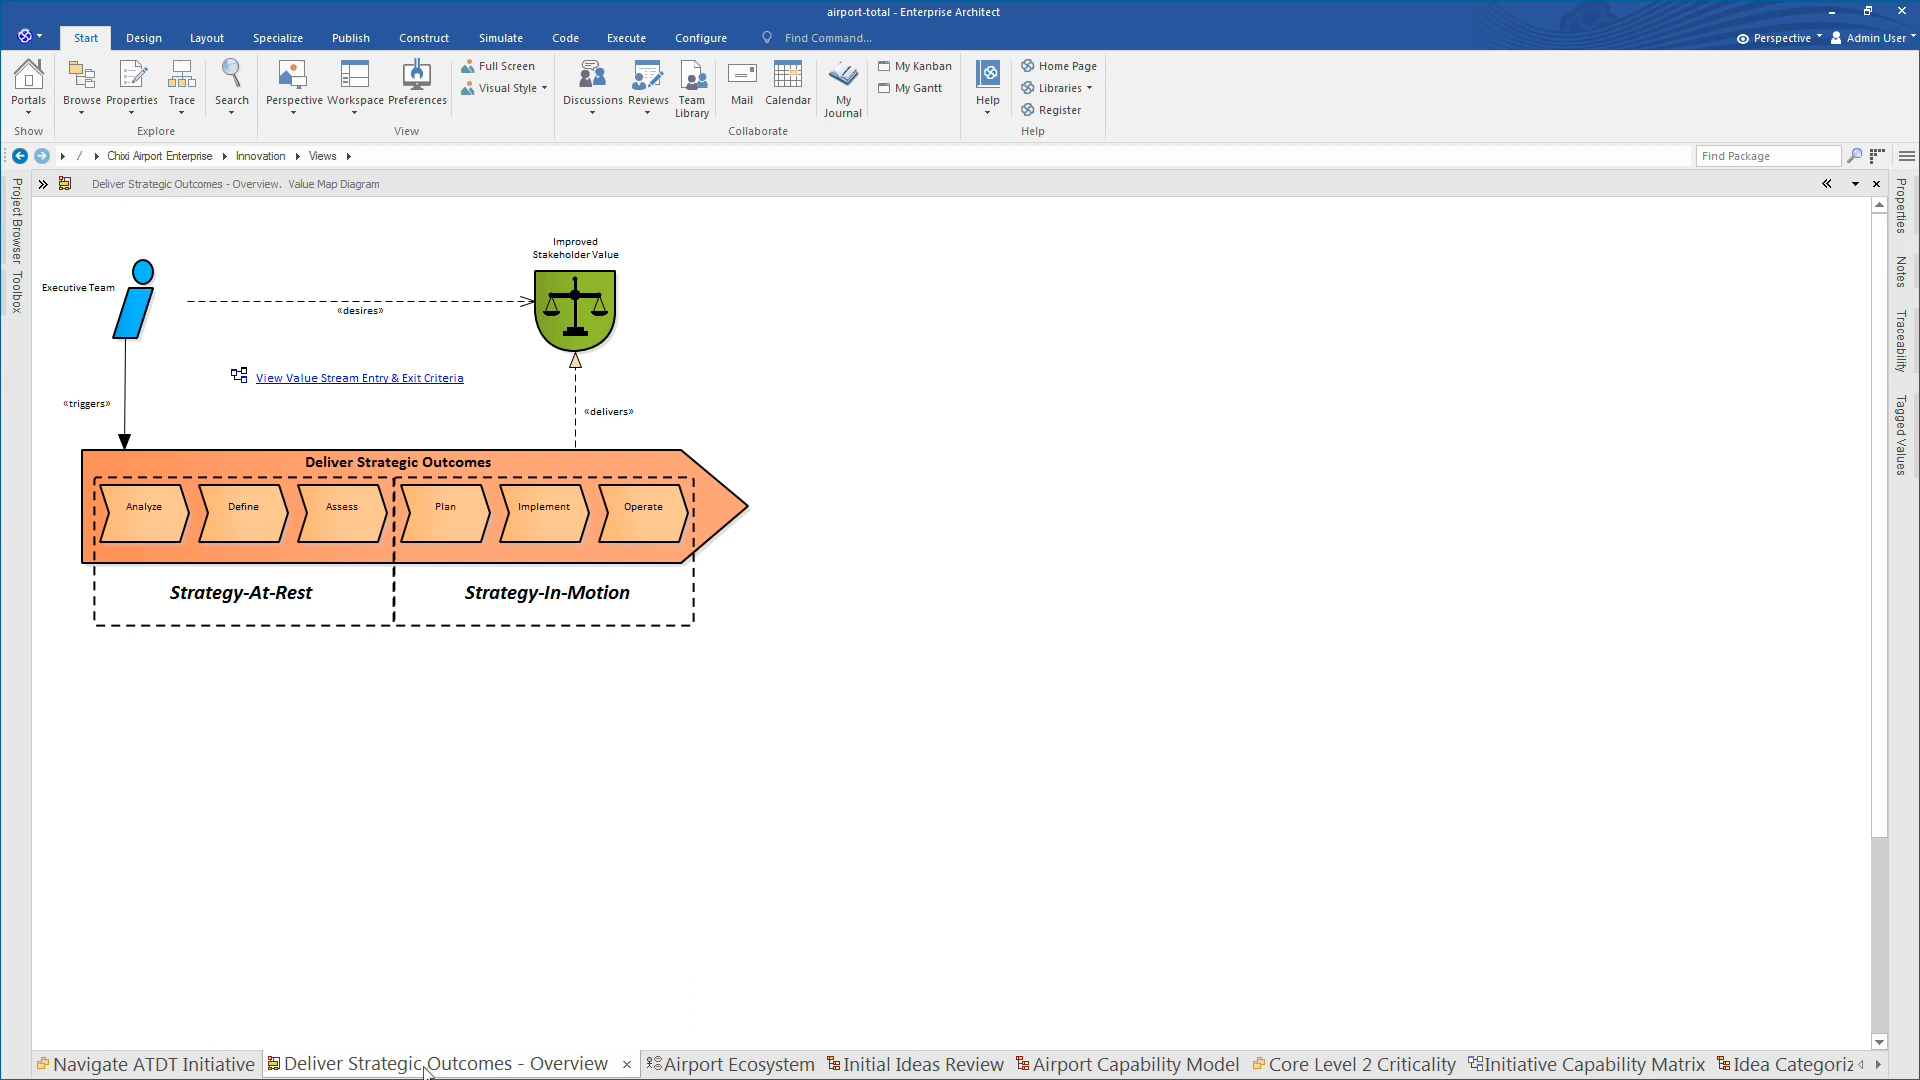 airport-total - Enterprise Architect
Start Design Layout Specialize Publish Construct Simulate Code Execute Configure Find Command... Perspective Admin User
Portals Browse Properties Trace Search Perspective Workspace Preferences Full Screen Visual Style Discussions Reviews Team Library Mail Calendar My Journal My Kanban My Gantt Help Home Page Libraries Register
Show Explore View Collaborate Help
/ Chixi Airport Enterprise Innovation Views Find Package
Deliver Strategic Outcomes - Overview. Value Map Diagram
Project Browser
Toolbox
Properties
Notes
Traceability
Tagged Values
Improved
Stakeholder Value
Executive Team
«desires»
View Value Stream Entry & Exit Criteria
«triggers»
«delivers»
Deliver Strategic Outcomes
Analyze Define Assess Plan Implement Operate
Strategy-At-Rest Strategy-In-Motion
Navigate ATDT Initiative Deliver Strategic Outcomes - Overview Airport Ecosystem Initial Ideas Review Airport Capability Model Core Level 2 Criticality Initiative Capability Matrix Idea Categoriz